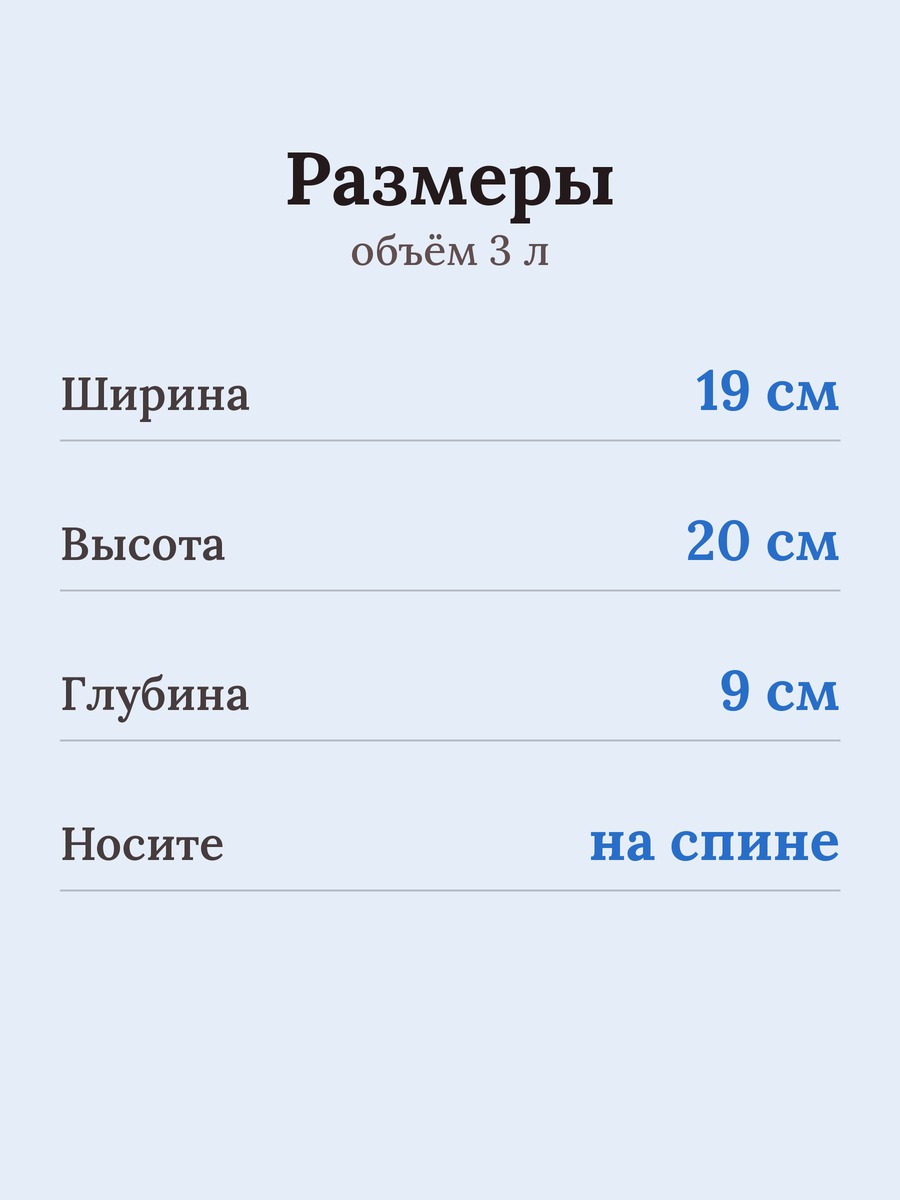 Размеры
объём 3 л
Ширина 19 см
Высота 20 см
Глубина 9 см
Носите на спине